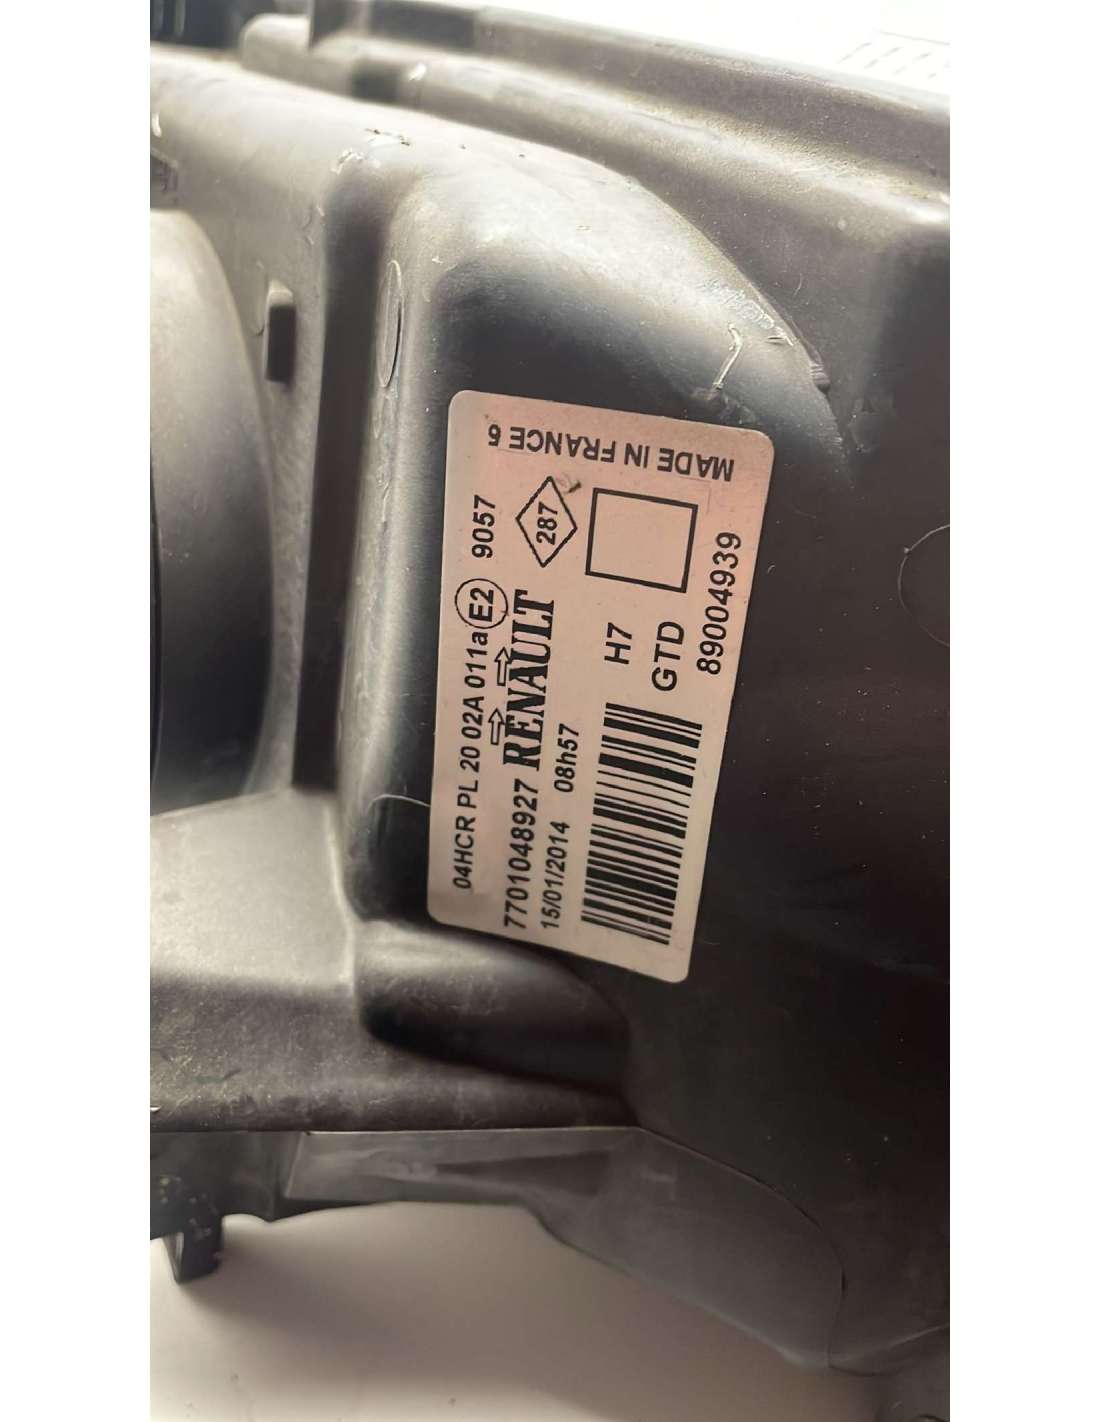 04HCR PL 20 02A 011a E2 9057
7701048927 RENAULT 287
15/01/2014 08h57
H7
GTD
89004939
MADE IN FRANCE 6